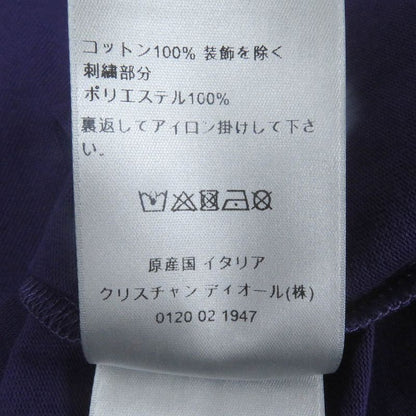 コットン100% 装飾を除く
刺繍部分
ポリエステル100%
裏返してアイロン掛けして下さ
い。
原産国 イタリア
クリスチャン ディオール(株)
0120 02 1947